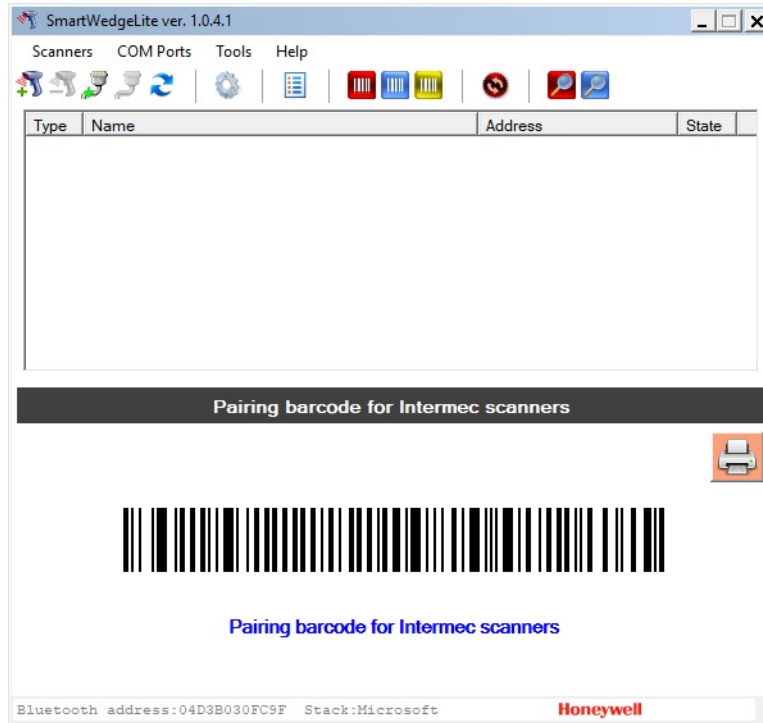 SmartWedgeLite ver. 1.0.4.1
Scanners COM Ports Tools Help
Type Name Address State
Pairing barcode for Intermec scanners
Pairing barcode for Intermec scanners
Bluetooth address:04D3B030FC9F Stack:Microsoft Honeywell